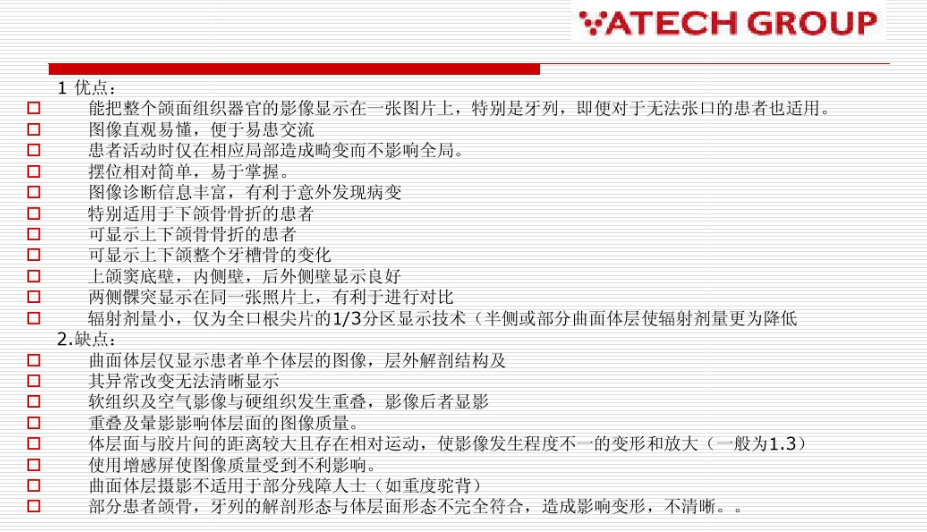 VATECH GROUP
1 优点：
能把整个颌面组织器官的影像显示在一张图片上，特别是牙列，即便对于无法张口的患者也适用。
图像直观易懂，便于易患交流
患者活动时仅在相应局部造成畸变而不影响全局。
摆位相对简单，易于掌握。
图像诊断信息丰富，有利于意外发现病变
特别适用于下颌骨骨折的患者
可显示上下颌骨骨折的患者
可显示上下颌整个牙槽骨的变化
上颌窦底壁，内侧壁，后外侧壁显示良好
两侧髁突显示在同一张照片上，有利于进行对比
辐射剂量小，仅为全口根尖片的1/3分区显示技术（半侧或部分曲面体层使辐射剂量更为降低
2.缺点：
曲面体层仅显示患者单个体层的图像，层外解剖结构及
其异常改变无法清晰显示
软组织及空气影像与硬组织发生重叠，影像后者显影
重叠及晕影影响体层面的图像质量。
体层面与胶片间的距离较大且存在相对运动，使影像发生程度不一的变形和放大（一般为1.3）
使用增感屏使图像质量受到不利影响。
曲面体层摄影不适用于部分残障人士（如重度驼背）
部分患者颌骨，牙列的解剖形态与体层面形态不完全符合，造成影响变形，不清晰。。